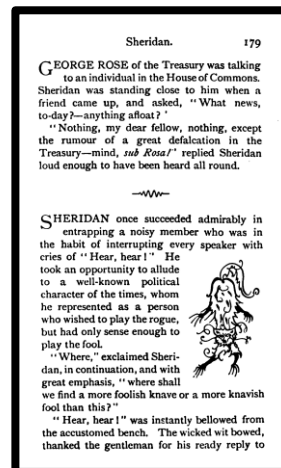 Sheridan. 179
GEORGE ROSE of the Treasury was talking
to an individual in the House of Commons.
Sheridan was standing close to him when a
friend came up, and asked, "What news,
to-day?—anything afloat?'
"Nothing, my dear fellow, nothing, except
the rumour of a great defalcation in the
Treasury—mind, sub Rosa!" replied Sheridan
loud enough to have been heard all round.
SHERIDAN once succeeded admirably in
entrapping a noisy member who was in
the habit of interrupting every speaker with
cries of "Hear, hear!" He
took an opportunity to allude
to a well-known political
character of the times, whom
he represented as a person
who wished to play the rogue,
but had only sense enough to
play the fool.
"Where," exclaimed Sheri-
dan, in continuation, and with
great emphasis, "where shall
we find a more foolish knave or a more knavish
fool than this?"
"Hear, hear!" was instantly bellowed from
the accustomed bench. The wicked wit bowed,
thanked the gentleman for his ready reply to